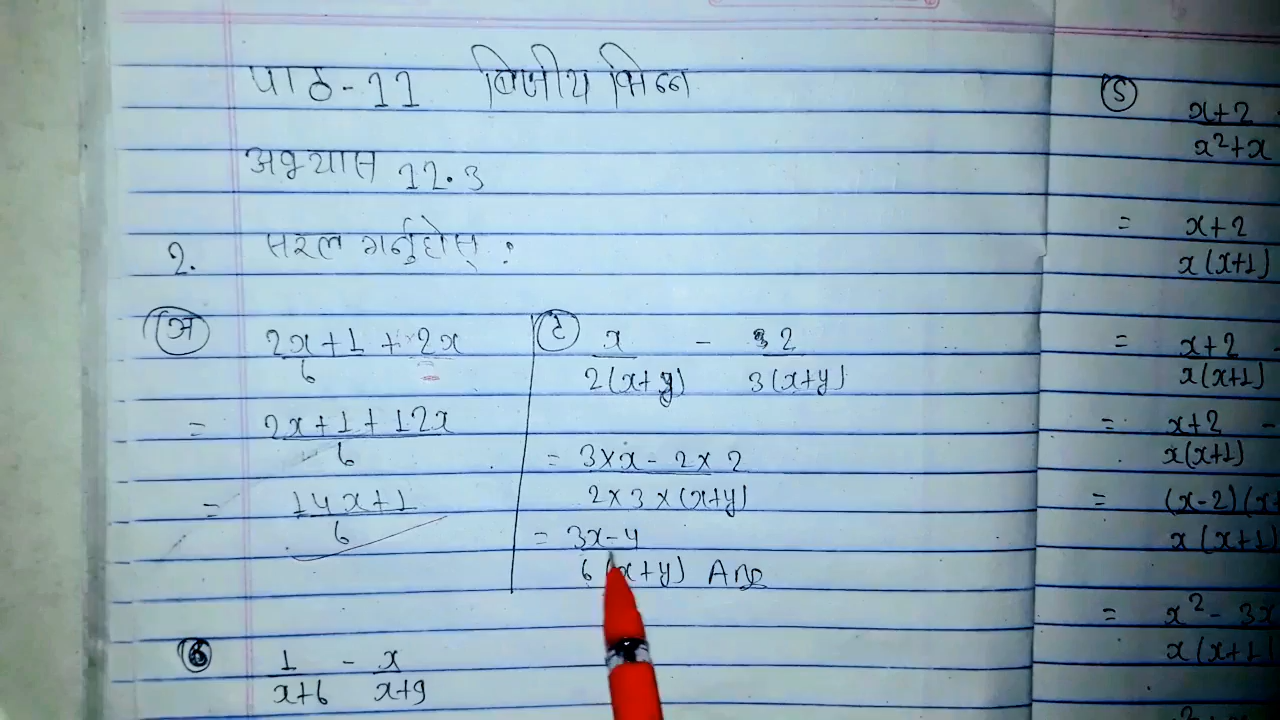 पाठ-11 बिजीय भिन्न
अभ्यास 11.3
2. सरल गर्नुहोस् :
(अ) 2x+1 + 2x
6
= 2x+1+12x
6
= 14x+1
6
x - 2
2(x+y) 3(x+y)
= 3×x-2×2
2×3×(x+y)
= 3x-4
6(x+y) Ans
1 - x
x+6 x+9
x+2
x²+x
= x+2
x(x+1)
= x+2
x(x+1)
= x+2 -
x(x+1)
= (x-2)(x
x(x+1)
= x²-3x
x(x+1